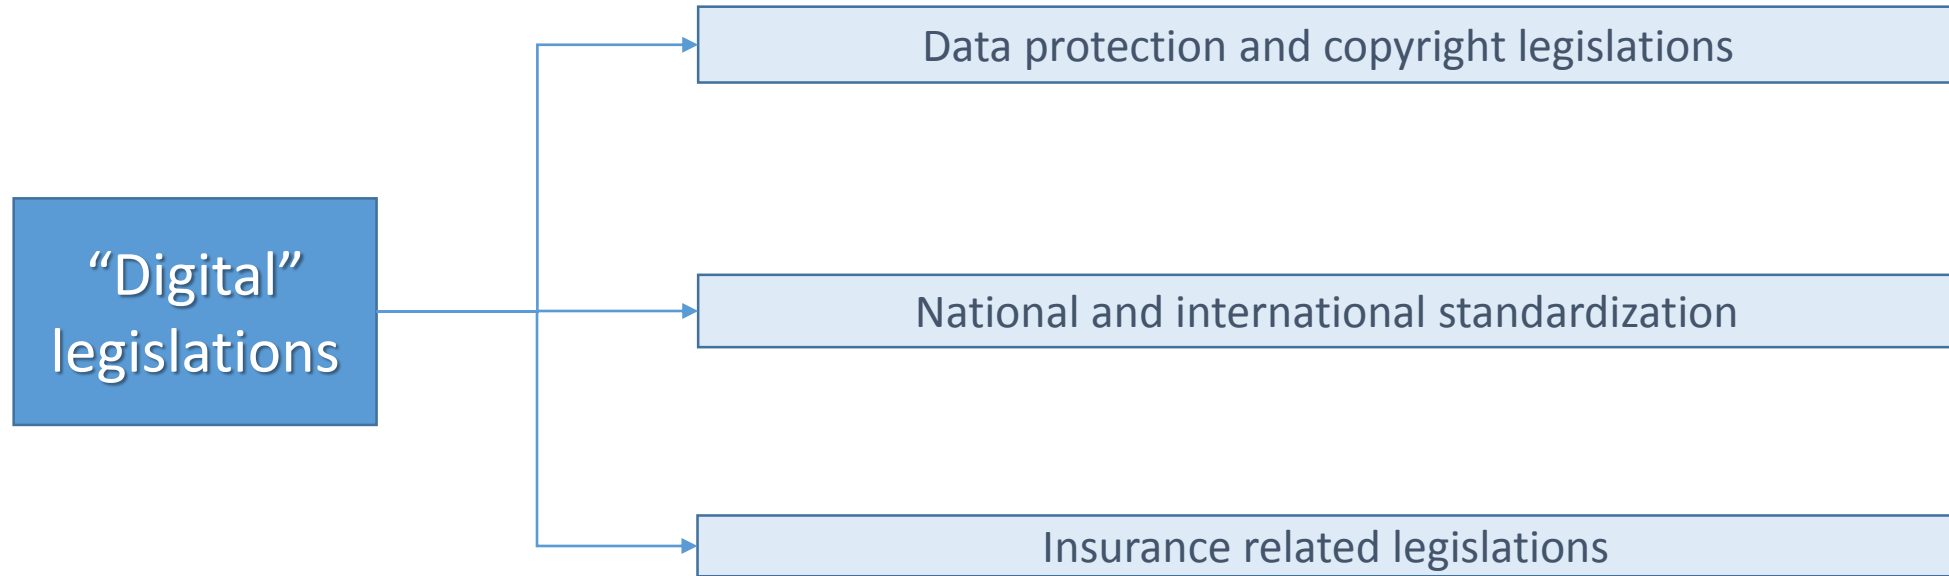 Data protection and copyright legislations
“Digital”
legislations
National and international standardization
Insurance related legislations